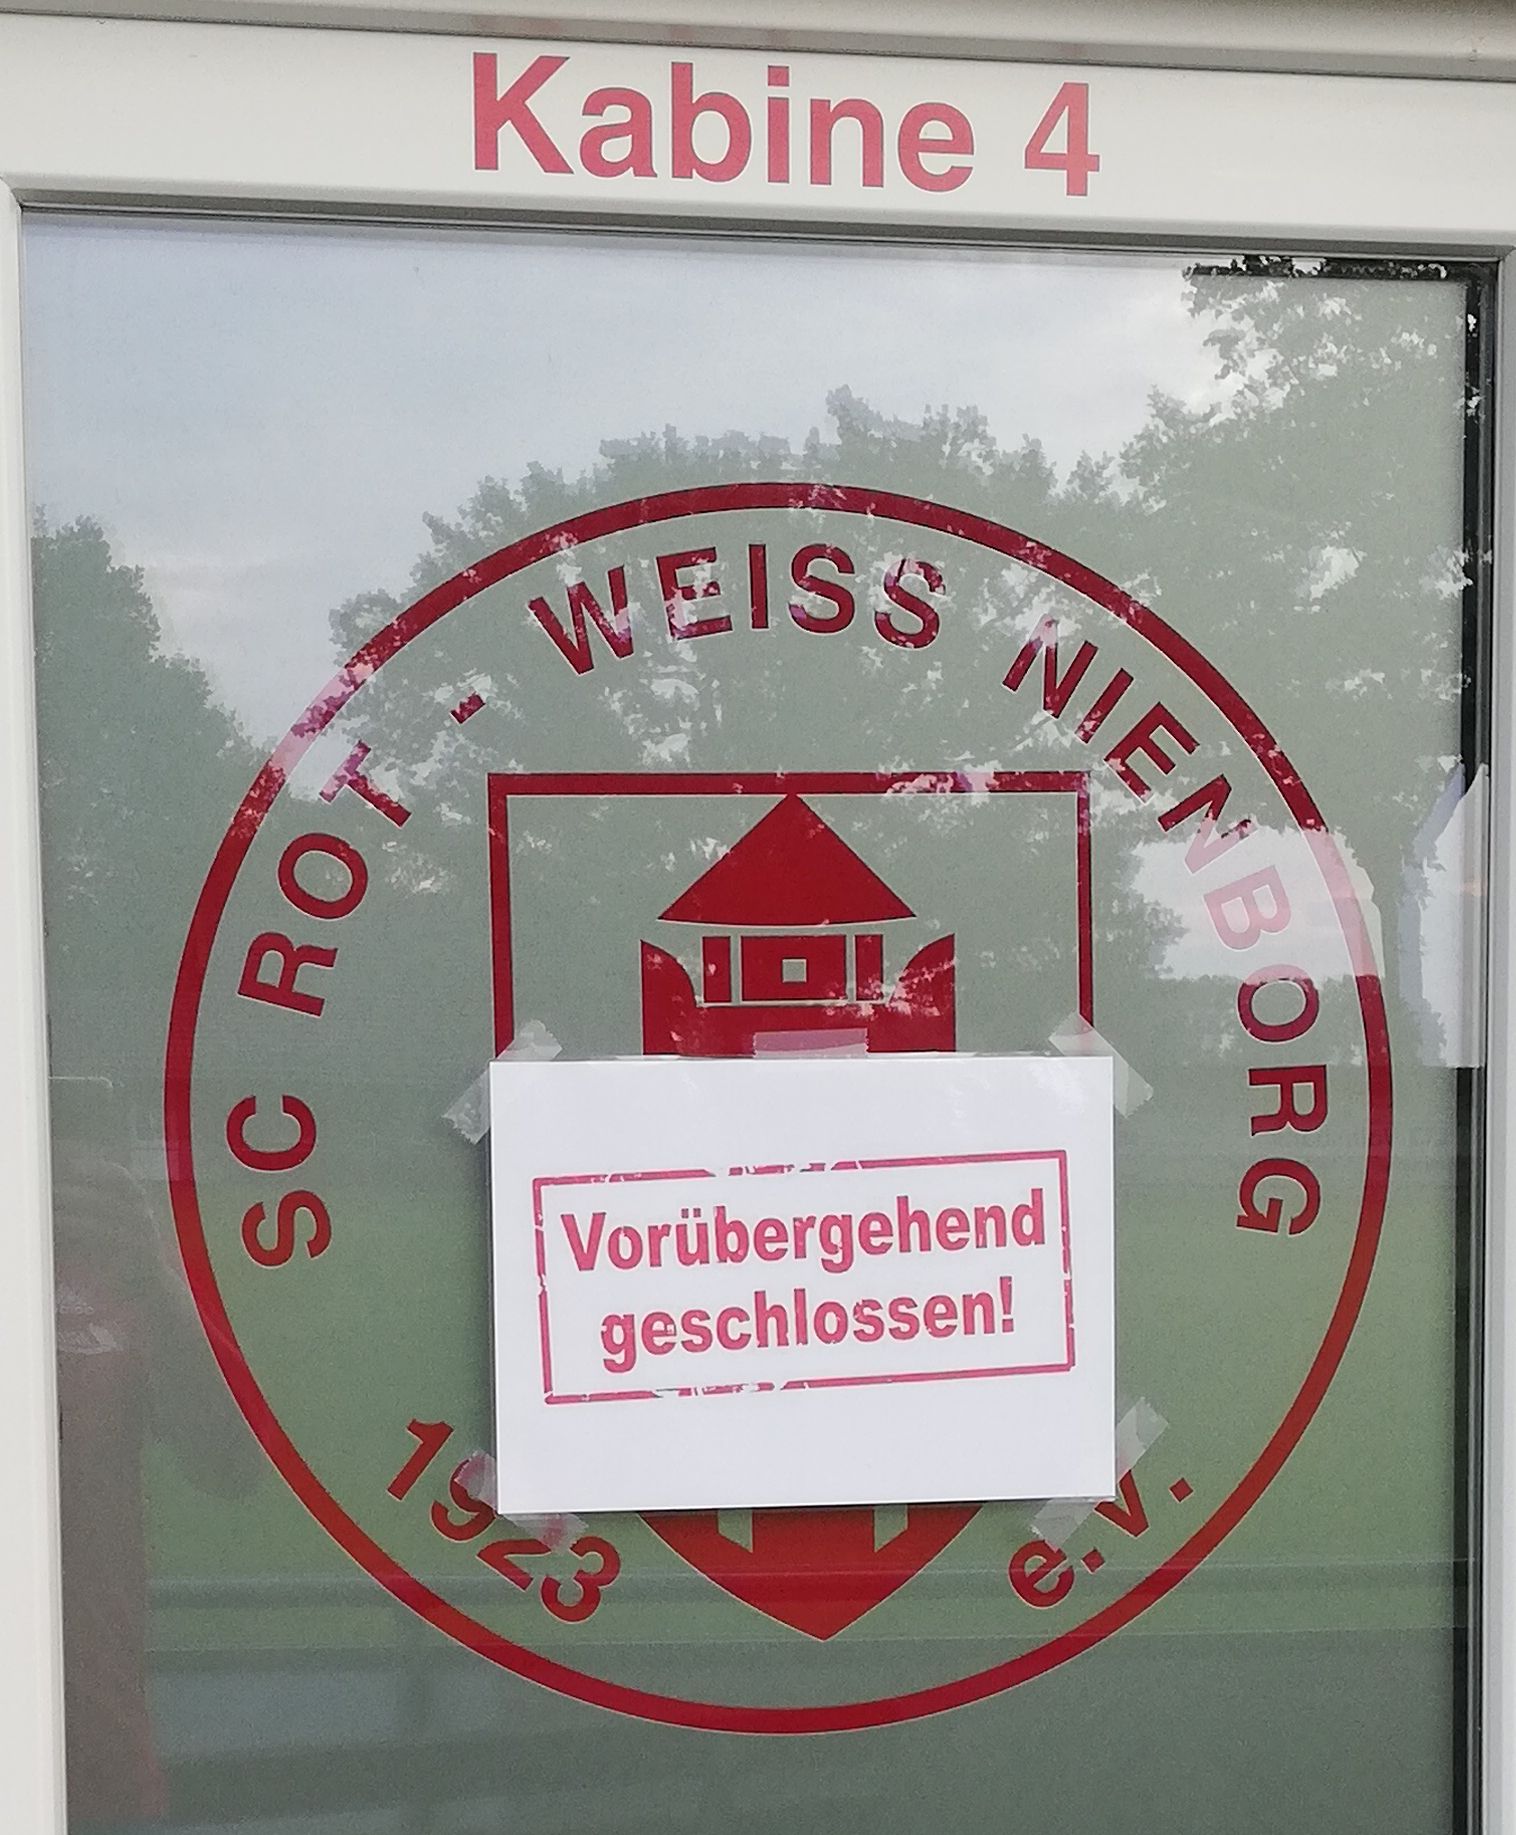 Kabine 4
SC ROT - WEISS NIENBORG
Vorübergehend
geschlossen!
1923
e.V.